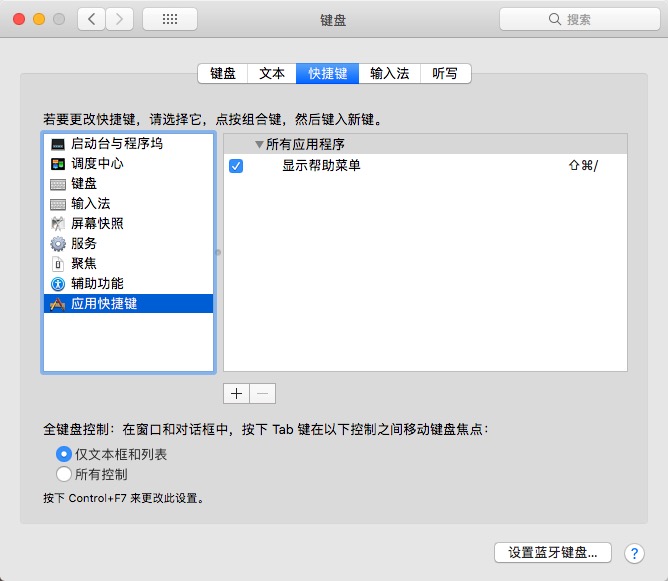 键盘
搜索
键盘 文本 快捷键 输入法 听写
若要更改快捷键，请选择它，点按组合键，然后键入新键。
启动台与程序坞
调度中心
键盘
输入法
屏幕快照
服务
聚焦
辅助功能
应用快捷键
所有应用程序
显示帮助菜单 ⇧⌘/
全键盘控制：在窗口和对话框中，按下 Tab 键在以下控制之间移动键盘焦点：
仅文本框和列表
所有控制
按下 Control+F7 来更改此设置。
设置蓝牙键盘... ?